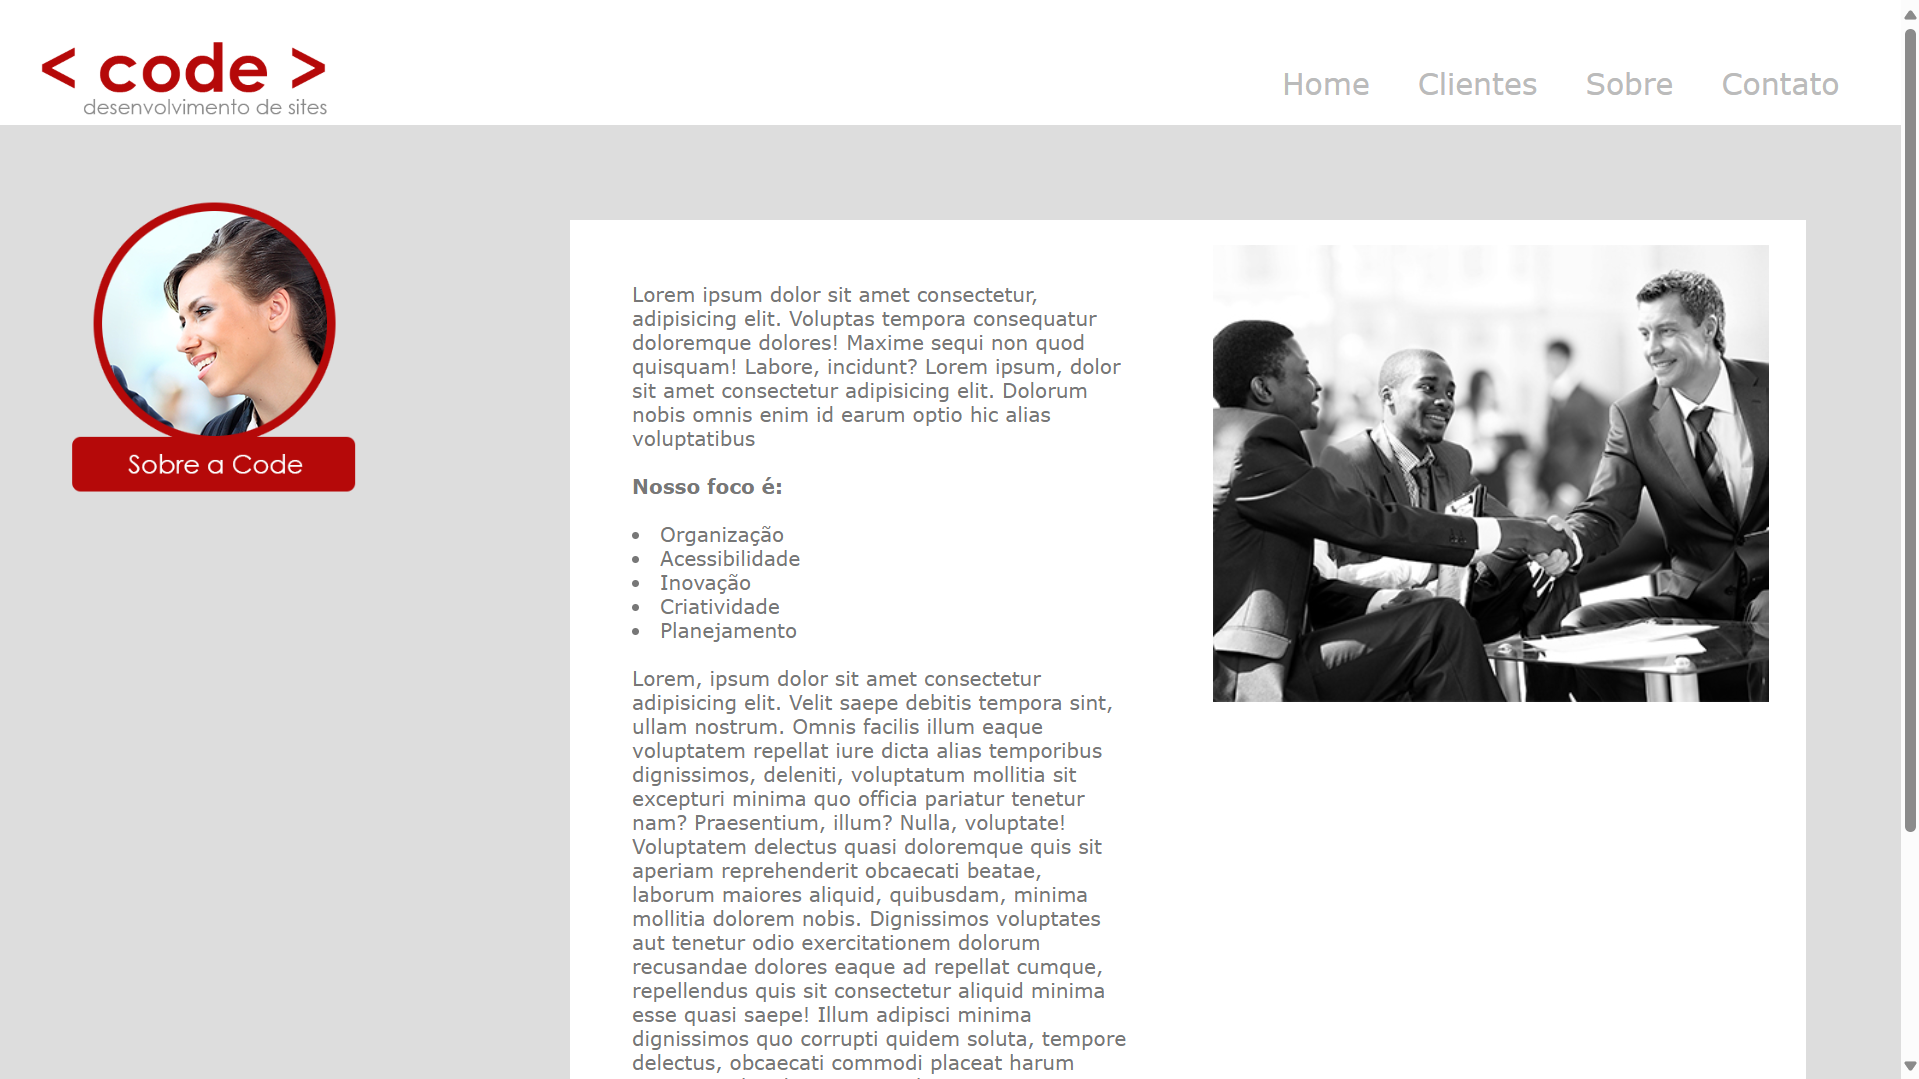 < code >
desenvolvimento de sites
Home Clientes Sobre Contato
Sobre a Code
Lorem ipsum dolor sit amet consectetur,
adipisicing elit. Voluptas tempora consequatur
doloremque dolores! Maxime sequi non quod
quisquam! Labore, incidunt? Lorem ipsum, dolor
sit amet consectetur adipisicing elit. Dolorum
nobis omnis enim id earum optio hic alias
voluptatibus
Nosso foco é:
• Organização
• Acessibilidade
• Inovação
• Criatividade
• Planejamento
Lorem, ipsum dolor sit amet consectetur
adipisicing elit. Velit saepe debitis tempora sint,
ullam nostrum. Omnis facilis illum eaque
voluptatem repellat iure dicta alias temporibus
dignissimos, deleniti, voluptatum mollitia sit
excepturi minima quo officia pariatur tenetur
nam? Praesentium, illum? Nulla, voluptate!
Voluptatem delectus quasi doloremque quis sit
aperiam reprehenderit obcaecati beatae,
laborum maiores aliquid, quibusdam, minima
mollitia dolorem nobis. Dignissimos voluptates
aut tenetur odio exercitationem dolorum
recusandae dolores eaque ad repellat cumque,
repellendus quis sit consectetur aliquid minima
esse quasi saepe! Illum adipisci minima
dignissimos quo corrupti quidem soluta, tempore
delectus, obcaecati commodi placeat harum